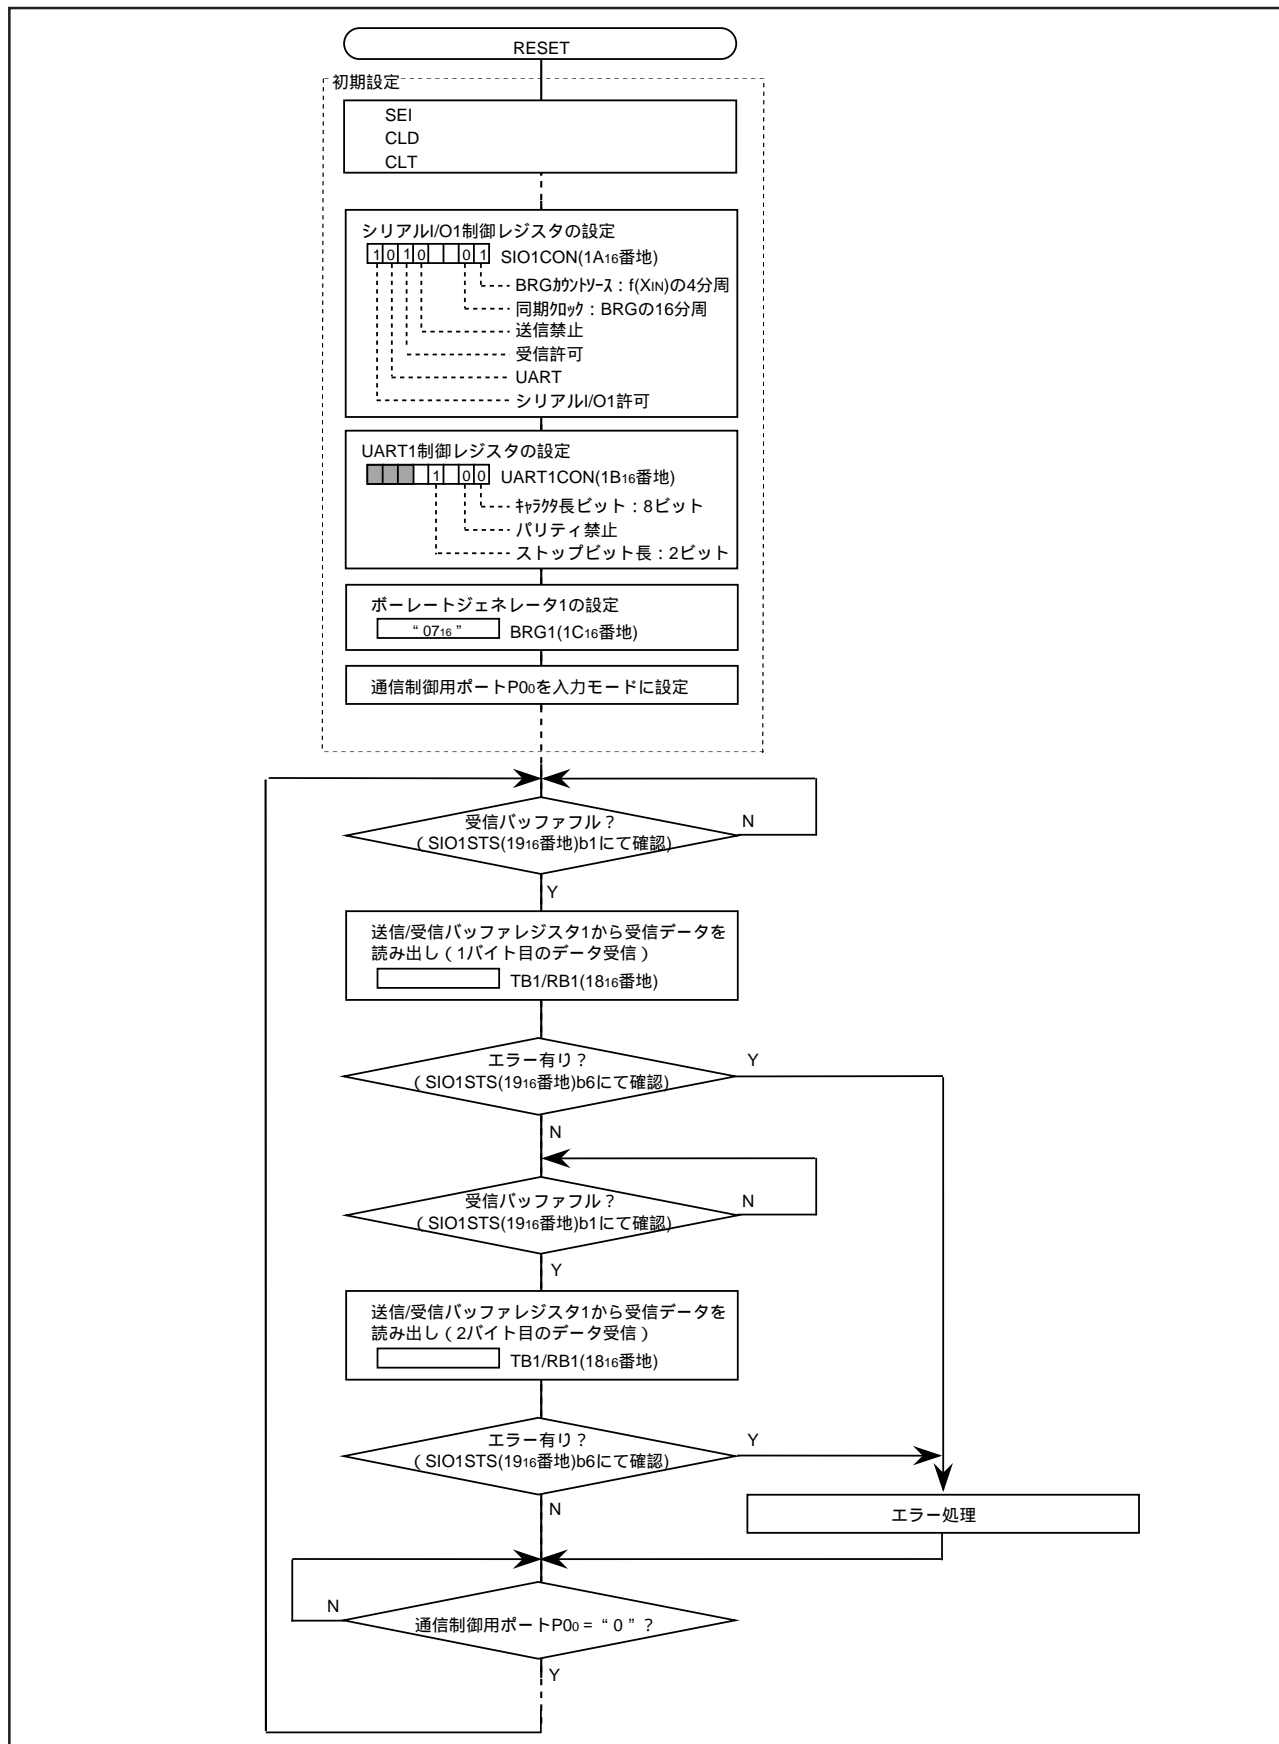 RESET
初期設定
SEI
CLD
CLT
シリアルI/O1制御レジスタの設定
1 0 1 0 0 1 SIO1CON(1A16番地)
BRGカウントソース：f(XIN)の4分周
同期クロック：BRGの16分周
送信禁止
受信許可
UART
シリアルI/O1許可
UART1制御レジスタの設定
1 0 0 UART1CON(1B16番地)
キャラクタ長ビット：8ビット
パリティ禁止
ストップビット長：2ビット
ボーレートジェネレータ1の設定
“ 0716 ” BRG1(1C16番地)
通信制御用ポートP00を入力モードに設定
受信バッファフル？
（SIO1STS(1916番地)b1にて確認)
N
Y
送信/受信バッファレジスタ1から受信データを
読み出し（1バイト目のデータ受信）
TB1/RB1(1816番地)
エラー有り？
（SIO1STS(1916番地)b6にて確認)
Y
N
受信バッファフル？
（SIO1STS(1916番地)b1にて確認)
N
Y
送信/受信バッファレジスタ1から受信データを
読み出し（2バイト目のデータ受信）
TB1/RB1(1816番地)
エラー有り？
（SIO1STS(1916番地)b6にて確認)
Y
N
エラー処理
N
通信制御用ポートP00 = “ 0 ” ？
Y